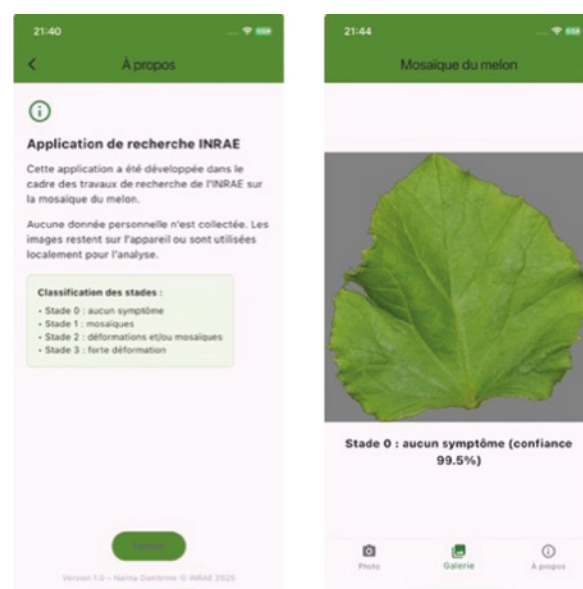 21:40
À propos
Application de recherche INRAE
Cette application a été développée dans le
cadre des travaux de recherche de l'INRAE sur
la mosaïque du melon.
Aucune donnée personnelle n'est collectée. Les
images restent sur l'appareil ou sont utilisées
localement pour l'analyse.
Classification des stades :
• Stade 0 : aucun symptôme
• Stade 1 : mosaïques
• Stade 2 : déformations et/ou mosaïques
• Stade 3 : forte déformation
Version 1.0 – Naima Dambrine © INRAE 2025
21:44
Mosaïque du melon
Stade 0 : aucun symptôme (confiance
99.5%)
Photo
Galerie
À propos